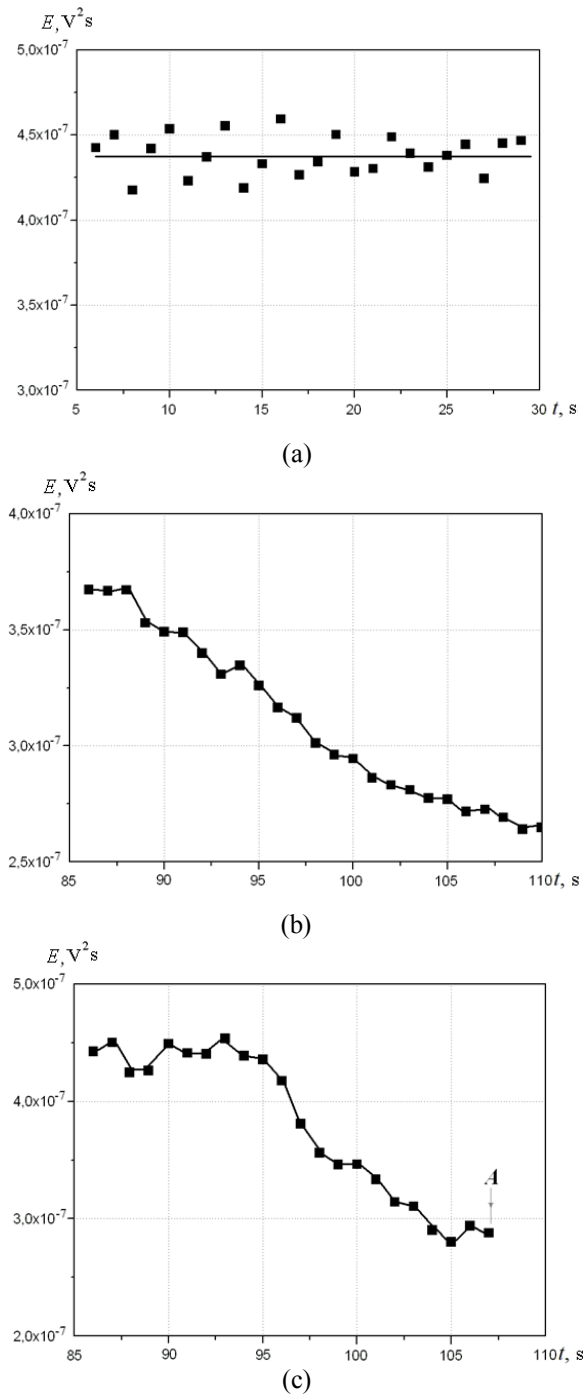 E, V²s
5,0x10⁻⁷
4,5x10⁻⁷
4,0x10⁻⁷
3,5x10⁻⁷
3,0x10⁻⁷
5 10 15 20 25 30 t, s
(a)
E, V²s
4,0x10⁻⁷
3,5x10⁻⁷
3,0x10⁻⁷
2,5x10⁻⁷
85 90 95 100 105 110 t, s
(b)
E, V²s
5,0x10⁻⁷
4,0x10⁻⁷
A
3,0x10⁻⁷
2,0x10⁻⁷
85 90 95 100 105 110 t, s
(c)